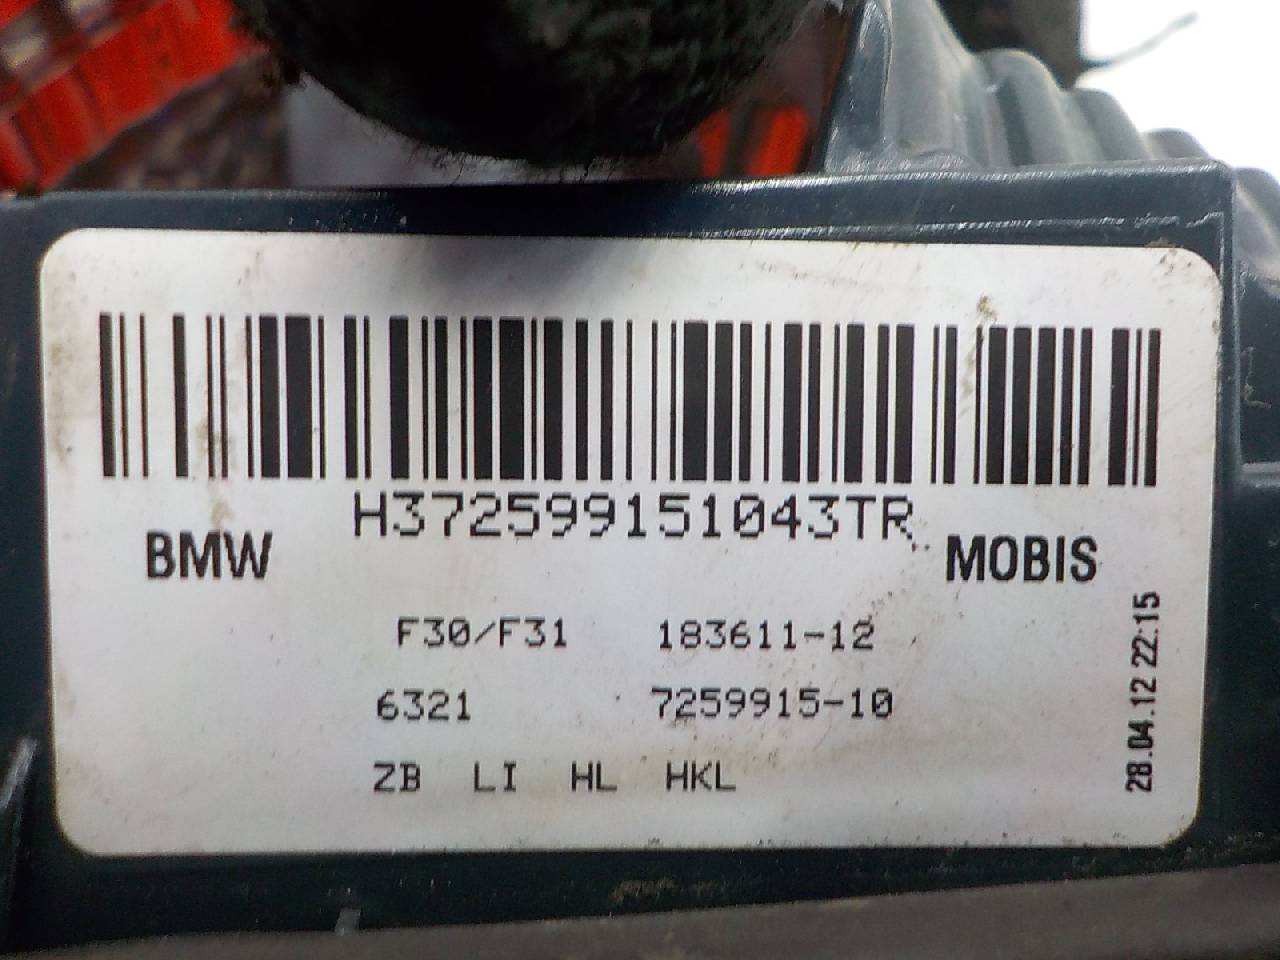 H372599151043TR
BMW
MOBIS
F30/F31 183611-12
6321 7259915-10
ZB LI HL HKL
28.04.12 22:15